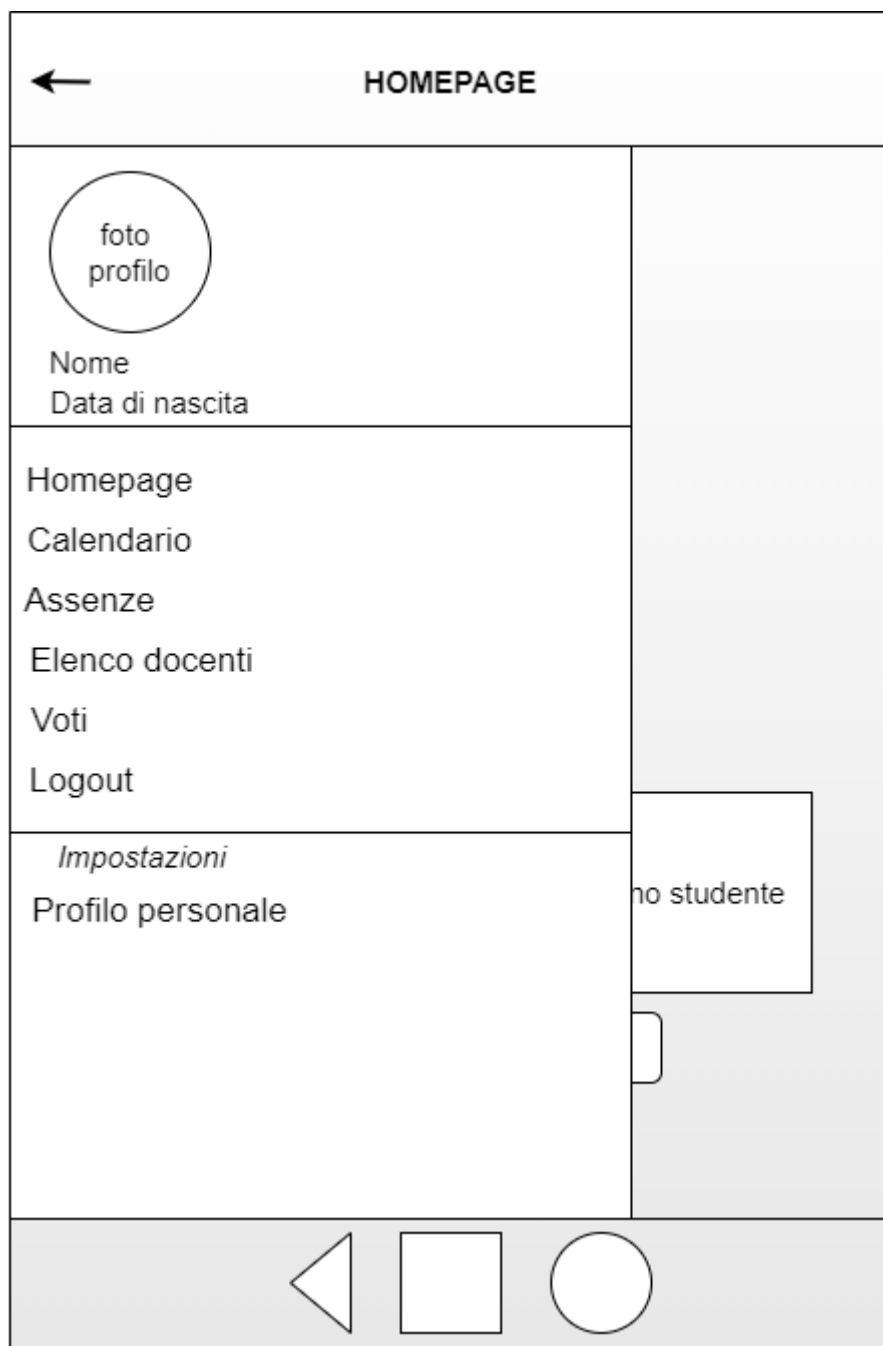 HOMEPAGE
foto
profilo
Nome
Data di nascita
Homepage
Calendario
Assenze
Elenco docenti
Voti
Logout
Impostazioni
Profilo personale
no studente